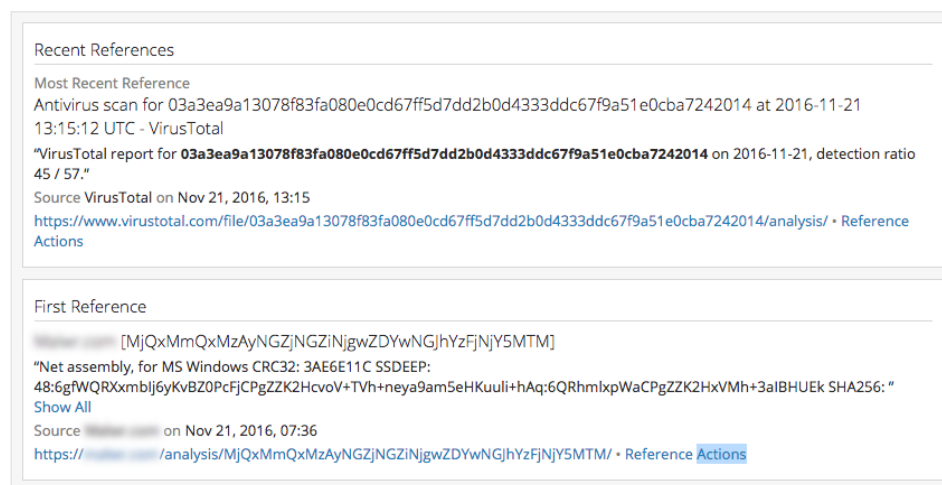 Recent References
Most Recent Reference
Antivirus scan for 03a3ea9a13078f83fa080e0cd67ff5d7dd2b0d4333ddc67f9a51e0cba7242014 at 2016-11-21
13:15:12 UTC - VirusTotal
“VirusTotal report for 03a3ea9a13078f83fa080e0cd67ff5d7dd2b0d4333ddc67f9a51e0cba7242014 on 2016-11-21, detection ratio
45 / 57.”
Source VirusTotal on Nov 21, 2016, 13:15
https://www.virustotal.com/file/03a3ea9a13078f83fa080e0cd67ff5d7dd2b0d4333ddc67f9a51e0cba7242014/analysis/ • Reference
Actions
First Reference
[MjQxMmQxMzAyNGZjNGZiNjgwZDYwNGJhYzFjNjY5MTM]
“Net assembly, for MS Windows CRC32: 3AE6E11C SSDEEP:
48:6gfWQRXxmbIj6yKvBZ0PcFjCPgZZK2HcvoV+TVh+neya9am5eHKuuli+hAq:6QRhmlxpWaCPgZZK2HxVMh+3aIBHUEk SHA256: “
Show All
Source on Nov 21, 2016, 07:36
https:// /analysis/MjQxMmQxMzAyNGZjNGZiNjgwZDYwNGJhYzFjNjY5MTM/ • Reference Actions